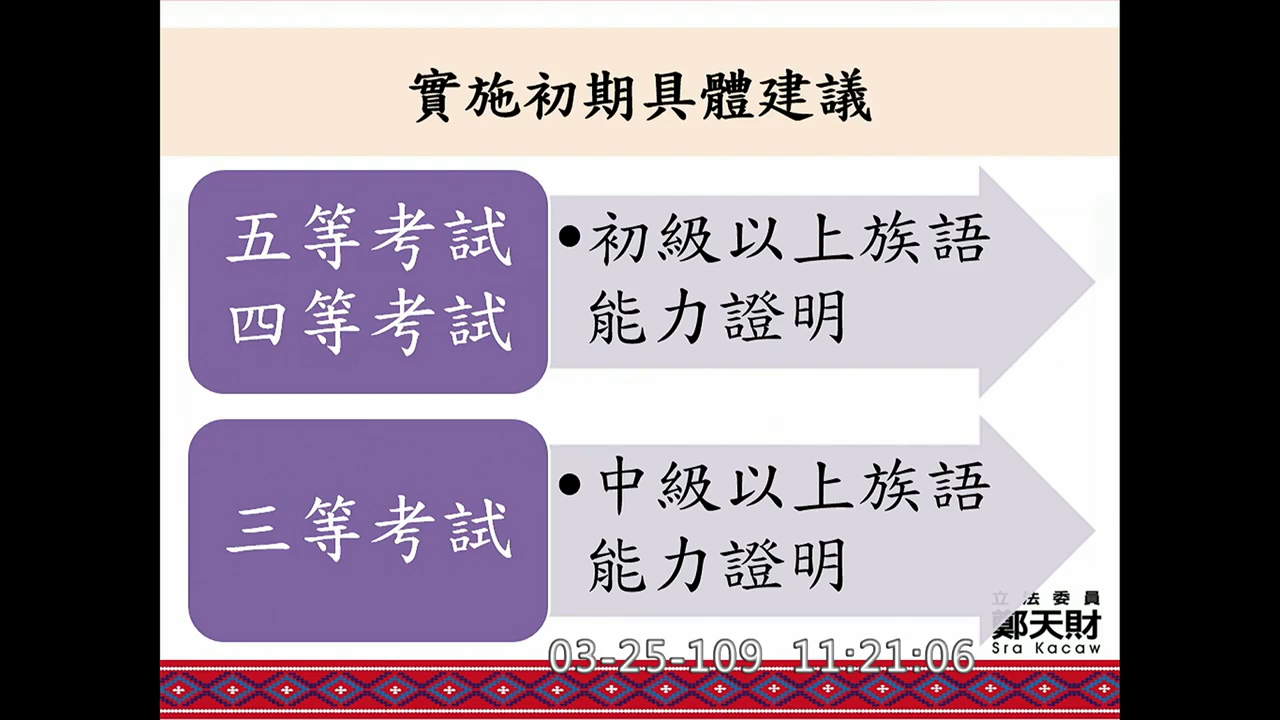 實施初期具體建議
五等考試
四等考試
•初級以上族語
能力證明
三等考試
•中級以上族語
能力證明
立法委員
鄭天財
Sra Kacaw
03-25-109 11:21:06